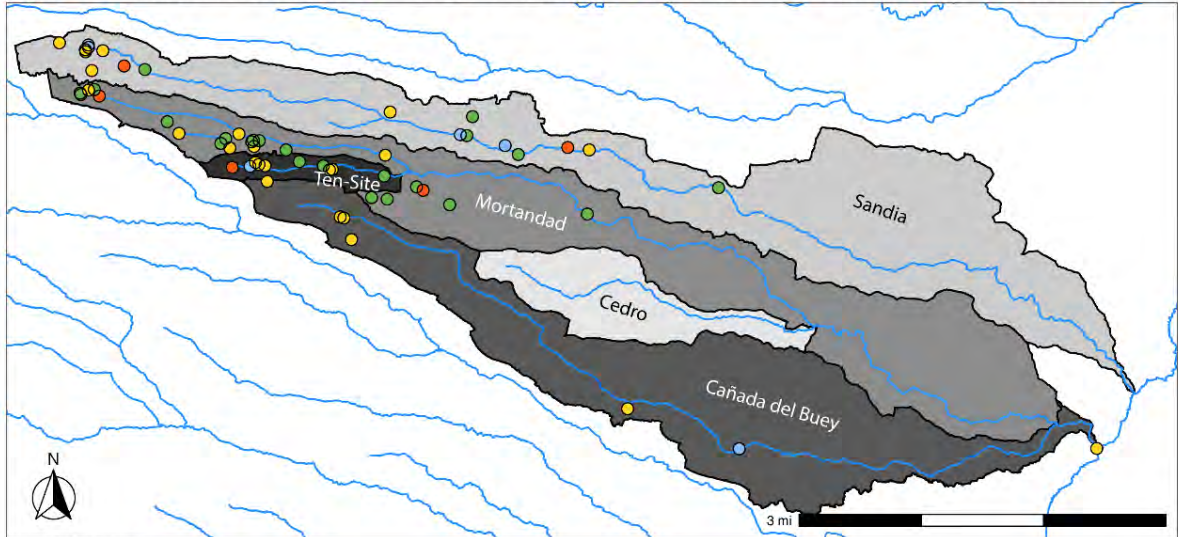 Sandia
Ten-Site
Mortandad
Cedro
Cañada del Buey
N
3 mi